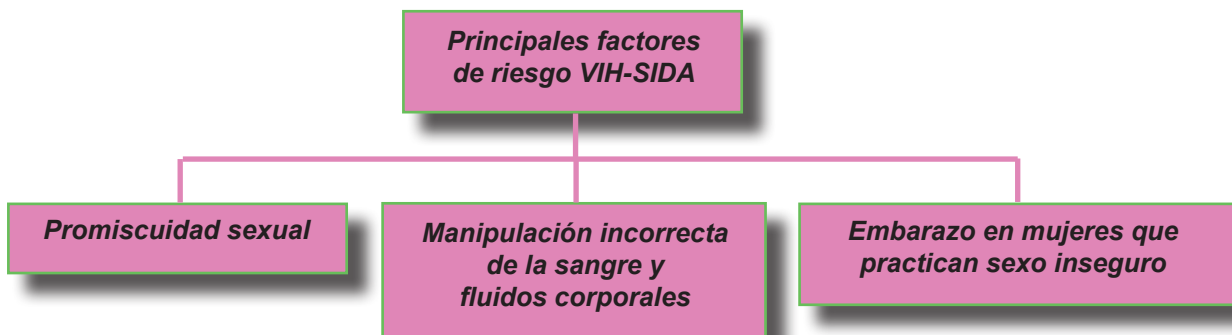 Principales factores
de riesgo VIH-SIDA
Promiscuidad sexual
Manipulación incorrecta
de la sangre y
fluidos corporales
Embarazo en mujeres que
practican sexo inseguro